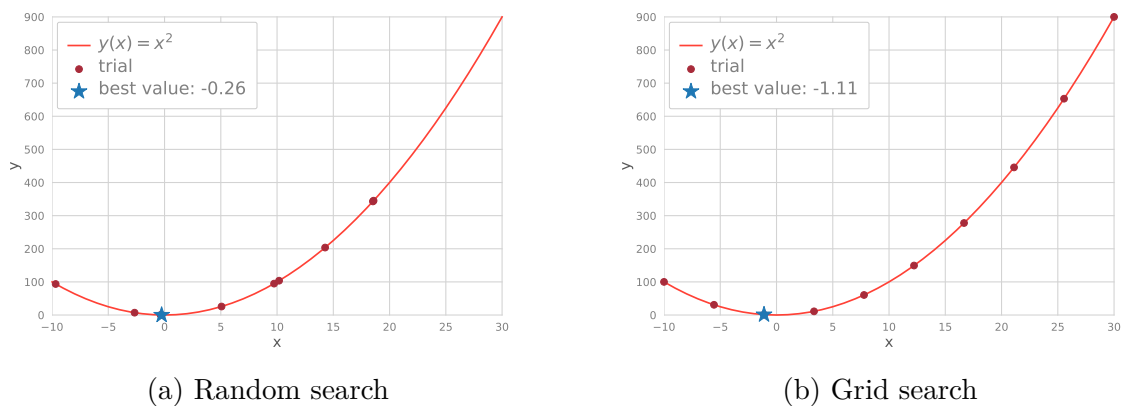 900
800
700
600
500
400
300
200
100
0
y
y(x) = x²
trial
best value: -0.26
−10 −5 0 5 10 15 20 25 30
x
(a) Random search
900
800
700
600
500
400
300
200
100
0
y
y(x) = x²
trial
best value: -1.11
−10 −5 0 5 10 15 20 25 30
x
(b) Grid search